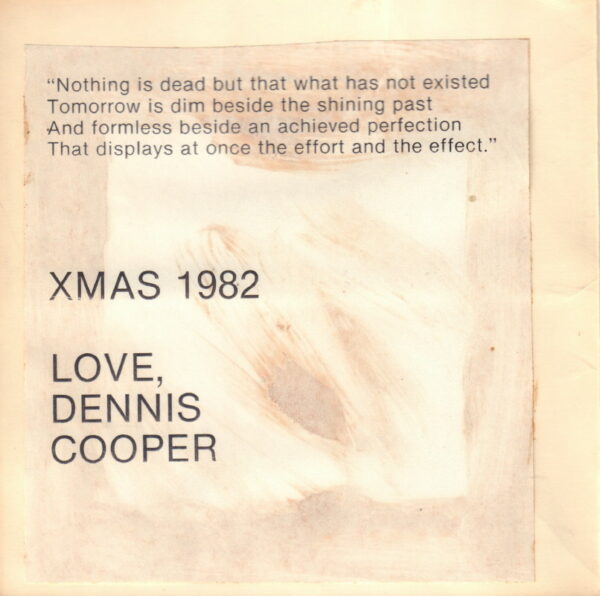 “Nothing is dead but that what has not existed
Tomorrow is dim beside the shining past
And formless beside an achieved perfection
That displays at once the effort and the effect.”
XMAS 1982
LOVE,
DENNIS
COOPER